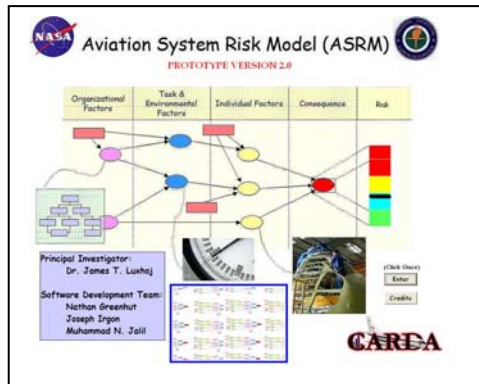 NASA
Aviation System Risk Model (ASRM)
PROTOTYPE VERSION 2.0
Organizational
Factors
Task &
Environmental
Factors
Individual Factors
Consequence
Risk
Principal Investigator:
Dr. James T. Luxhoj
Software Development Team:
Nathan Greenhut
Joseph Irgon
Muhammad N. Jalil
(Click Once)
Enter
Credits
CARDA